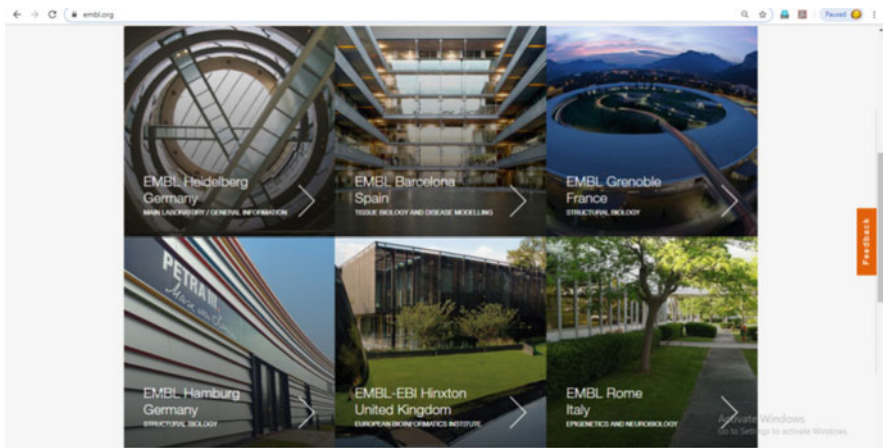 embl.org
Paused
EMBL Heidelberg
Germany
MAIN LABORATORY / GENERAL INFORMATION
EMBL Barcelona
Spain
TISSUE BIOLOGY AND DISEASE MODELLING
EMBL Grenoble
France
STRUCTURAL BIOLOGY
Feedback
PETRA III
EMBL Hamburg
Germany
STRUCTURAL BIOLOGY
EMBL-EBI Hinxton
United Kingdom
EUROPEAN BIOINFORMATICS INSTITUTE
EMBL Rome
Italy
EPIGENETICS AND NEUROBIOLOGY
Activate Windows
Go to Settings to activate Windows.